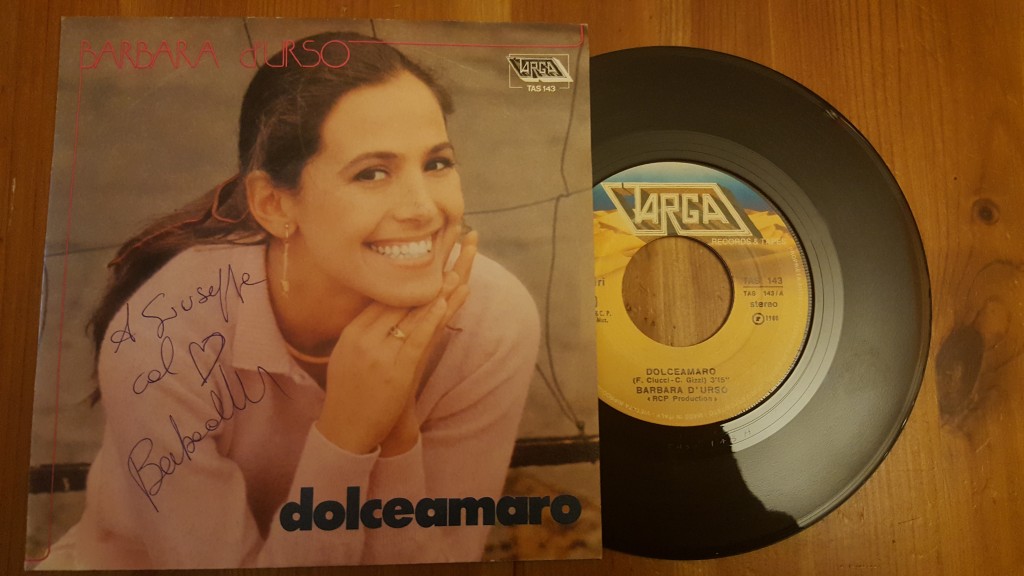 BARBARA d'URSO
TARGA
TAS 143
A Giuseppe
col
Barbara
dolceamaro
TARGA
RECORDS & TAPES
TAS 143
TAS 143/A
stereo
DOLCEAMARO
(F. Ciucci - C. Gizzi) 3'15"
BARBARA D'URSO
« RCP Production »